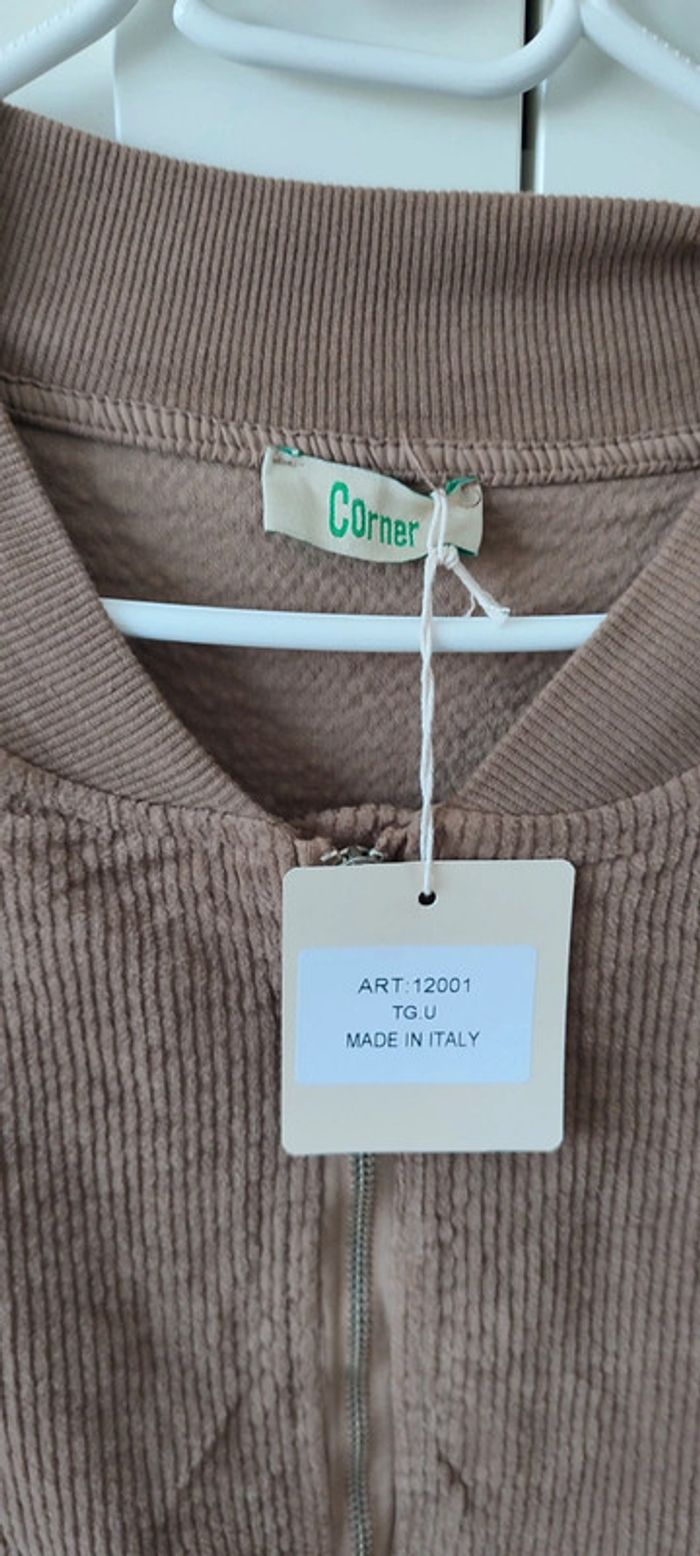 Corner
ART:12001
TG.U
MADE IN ITALY